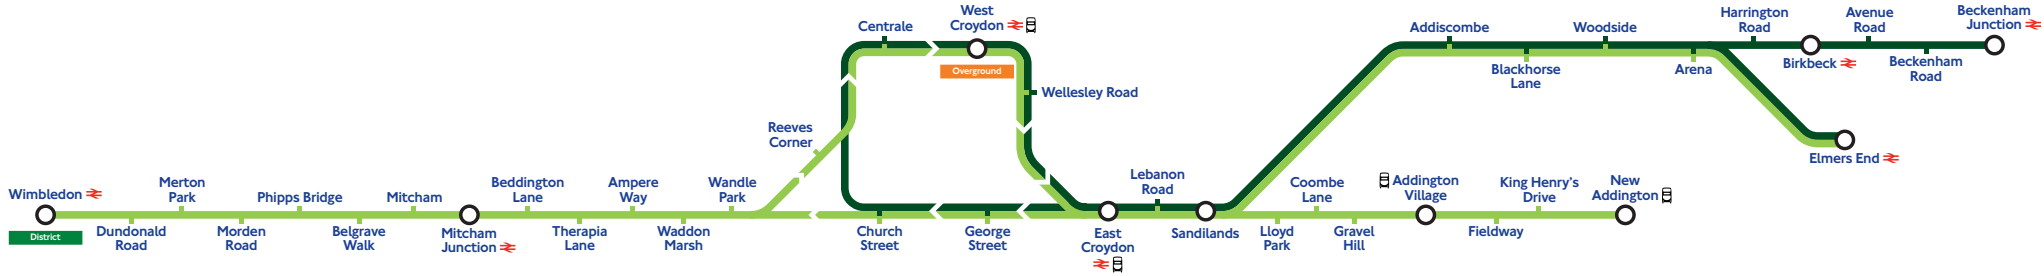 Wimbledon
District
Dundonald
Road
Merton
Park
Morden
Road
Phipps Bridge
Belgrave
Walk
Mitcham
Mitcham
Junction
Beddington
Lane
Therapia
Lane
Ampere
Way
Waddon
Marsh
Wandle
Park
Reeves
Corner
Centrale
West
Croydon
Overground
Wellesley Road
Church
Street
George
Street
East
Croydon
Lebanon
Road
Sandilands
Lloyd
Park
Coombe
Lane
Gravel
Hill
Addington
Village
Fieldway
King Henry's
Drive
New
Addington
Addiscombe
Blackhorse
Lane
Woodside
Arena
Harrington
Road
Birkbeck
Avenue
Road
Beckenham
Road
Beckenham
Junction
Elmers End